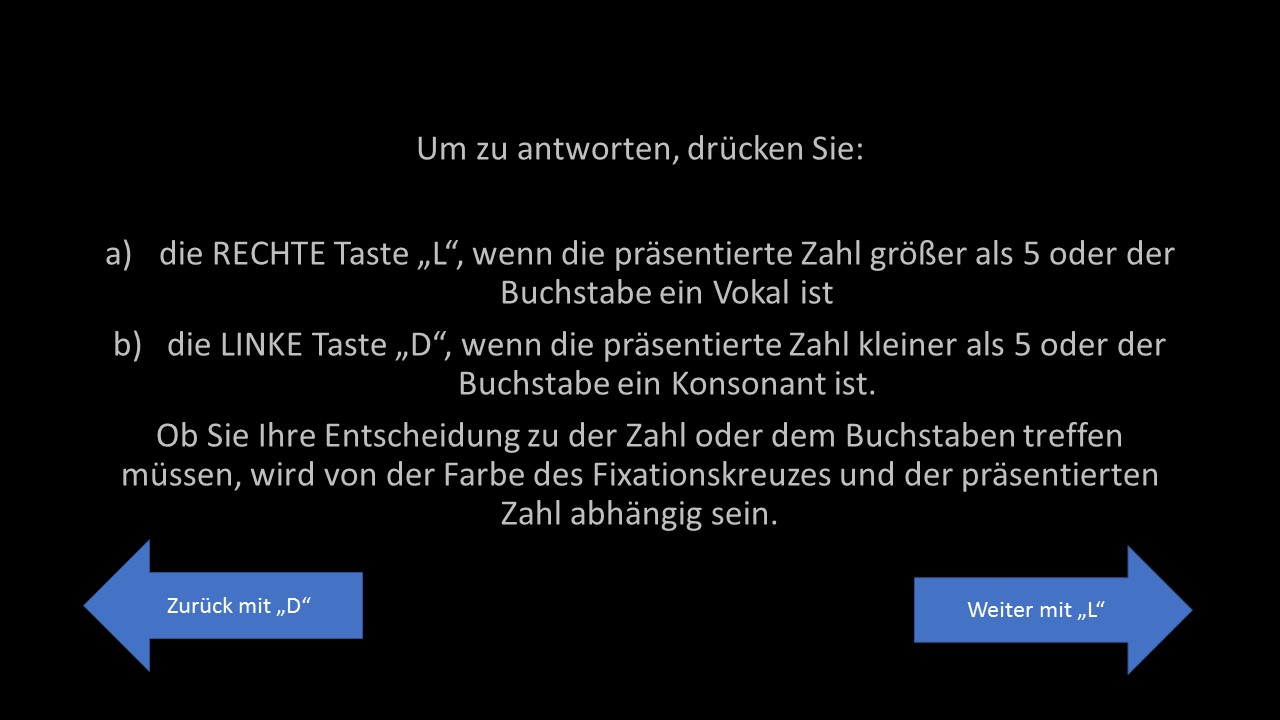 Um zu antworten, drücken Sie:
a) die RECHTE Taste „L“, wenn die präsentierte Zahl größer als 5 oder der
Buchstabe ein Vokal ist
b) die LINKE Taste „D“, wenn die präsentierte Zahl kleiner als 5 oder der
Buchstabe ein Konsonant ist.
Ob Sie Ihre Entscheidung zu der Zahl oder dem Buchstaben treffen
müssen, wird von der Farbe des Fixationskreuzes und der präsentierten
Zahl abhängig sein.
Zurück mit „D“
Weiter mit „L“